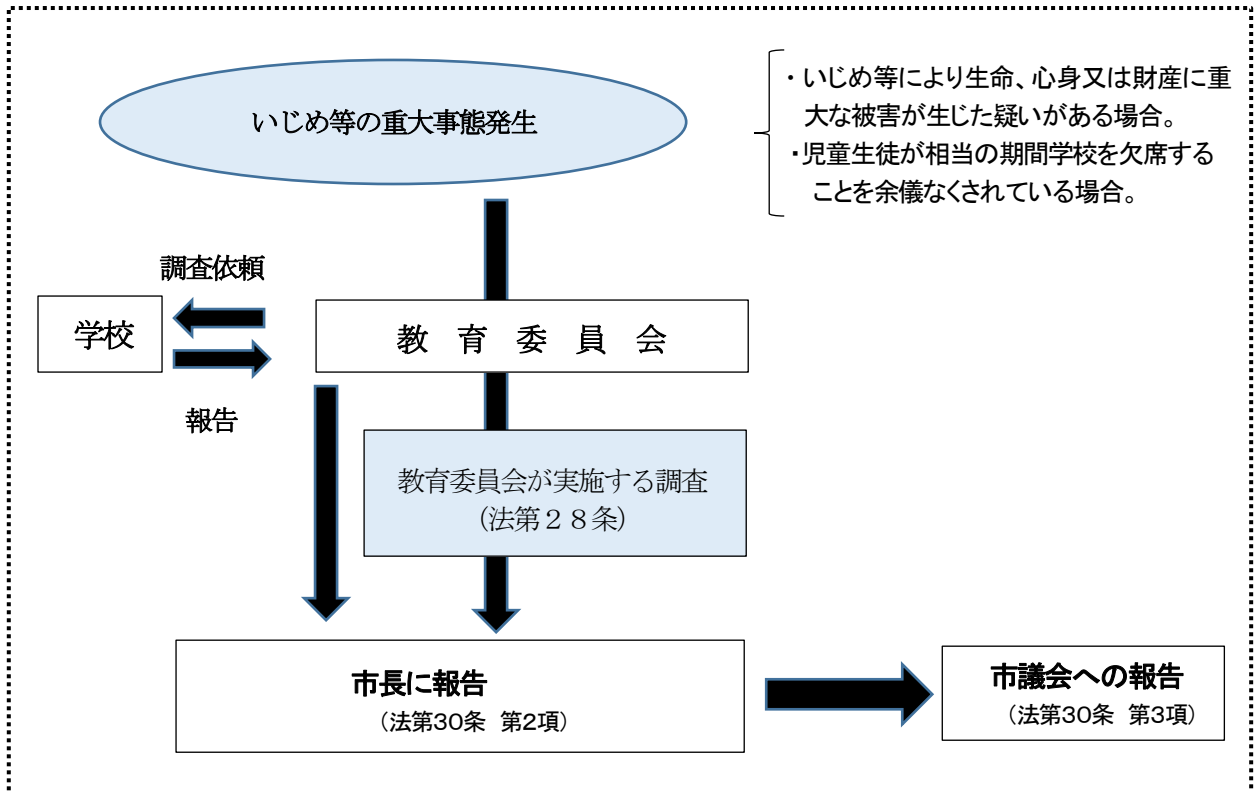 いじめ等の重大事態発生
・いじめ等により生命、心身又は財産に重
大な被害が生じた疑いがある場合。
・児童生徒が相当の期間学校を欠席する
ことを余儀なくされている場合。
調査依頼
学校
教 育 委 員 会
報告
教育委員会が実施する調査
(法第２８条)
市長に報告
(法第30条 第2項)
市議会への報告
(法第30条 第3項)